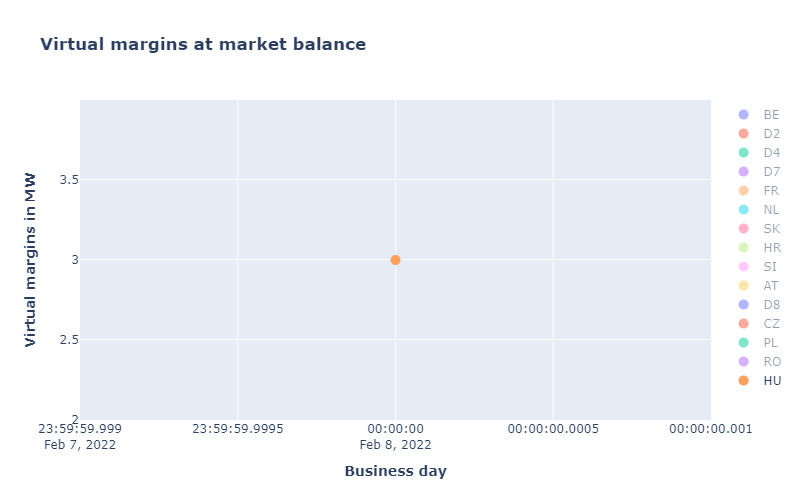 Virtual margins at market balance
Virtual margins in MW
3.5
3
2.5
2
23:59:59.999
Feb 7, 2022
23:59:59.9995
00:00:00
Feb 8, 2022
00:00:00.0005
00:00:00.001
Business day
BE
D2
D4
D7
FR
NL
SK
HR
SI
AT
D8
CZ
PL
RO
HU